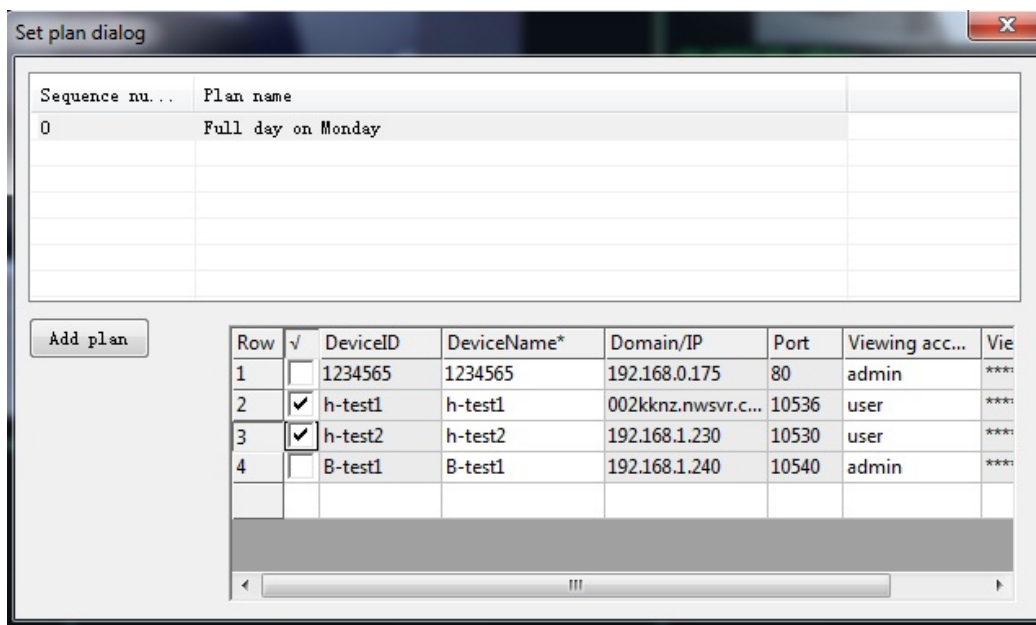 Set plan dialog
Sequence nu... Plan name
0 Full day on Monday
Add plan
Row √ DeviceID DeviceName* Domain/IP Port Viewing acc... Vie
1 1234565 1234565 192.168.0.175 80 admin ****
2 ✔ h-test1 h-test1 002kknz.nwsvr.c... 10536 user ****
3 ✔ h-test2 h-test2 192.168.1.230 10530 user ****
4 B-test1 B-test1 192.168.1.240 10540 admin ****